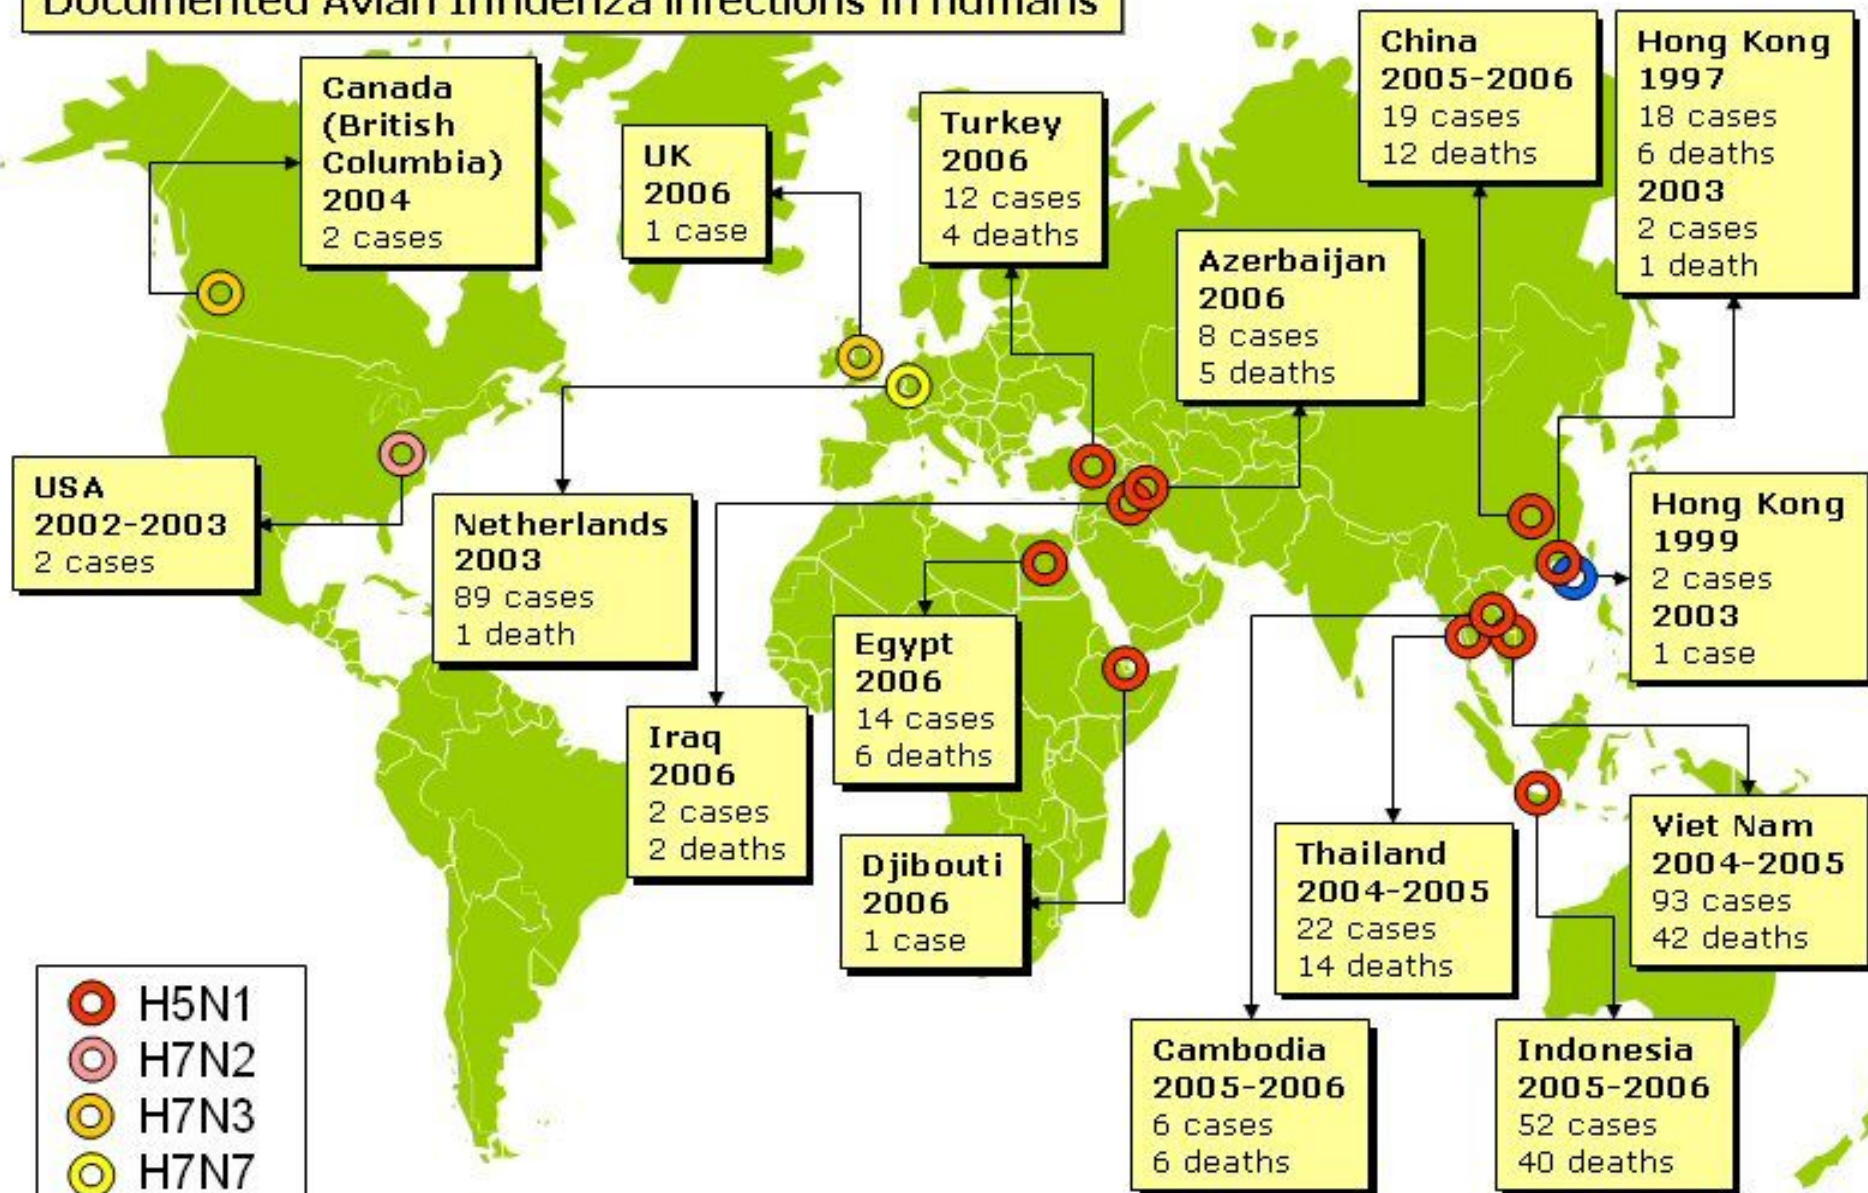 Documented Avian Influenza infections in humans
Canada
(British
Columbia)
2004
2 cases
UK
2006
1 case
Turkey
2006
12 cases
4 deaths
China
2005-2006
19 cases
12 deaths
Hong Kong
1997
18 cases
6 deaths
2003
2 cases
1 death
Azerbaijan
2006
8 cases
5 deaths
USA
2002-2003
2 cases
Netherlands
2003
89 cases
1 death
Hong Kong
1999
2 cases
2003
1 case
Egypt
2006
14 cases
6 deaths
Iraq
2006
2 cases
2 deaths
Djibouti
2006
1 case
Thailand
2004-2005
22 cases
14 deaths
Viet Nam
2004-2005
93 cases
42 deaths
Cambodia
2005-2006
6 cases
6 deaths
Indonesia
2005-2006
52 cases
40 deaths
H5N1
H7N2
H7N3
H7N7